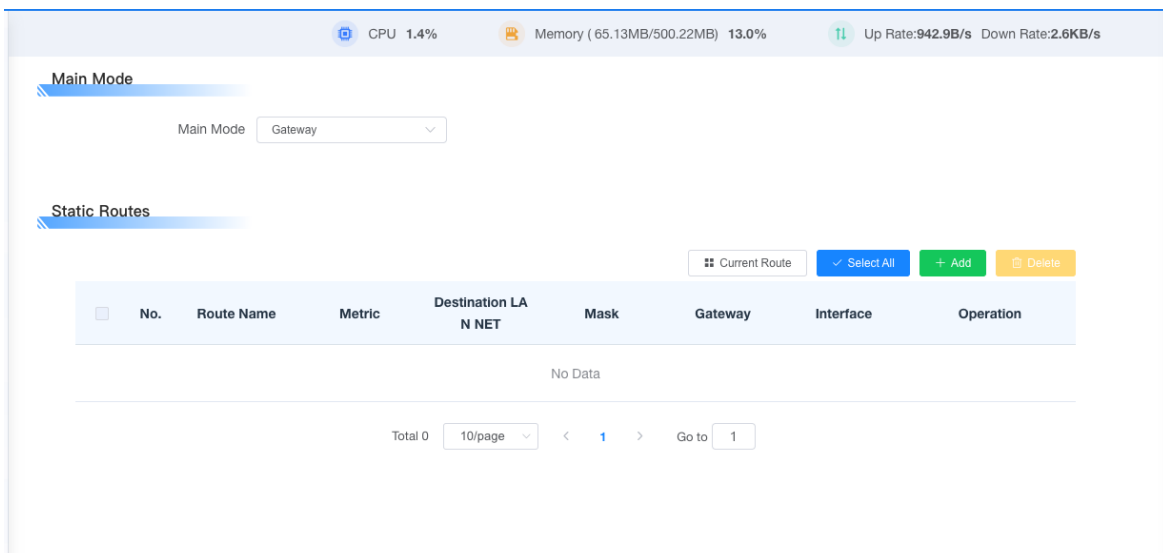 CPU 1.4% Memory ( 65.13MB/500.22MB) 13.0% Up Rate:942.9B/s Down Rate:2.6KB/s
Main Mode
Main Mode Gateway
Static Routes
Current Route Select All Add Delete
No. Route Name Metric Destination LA Mask Gateway Interface Operation
N NET
No Data
Total 0 10/page 1 Go to 1